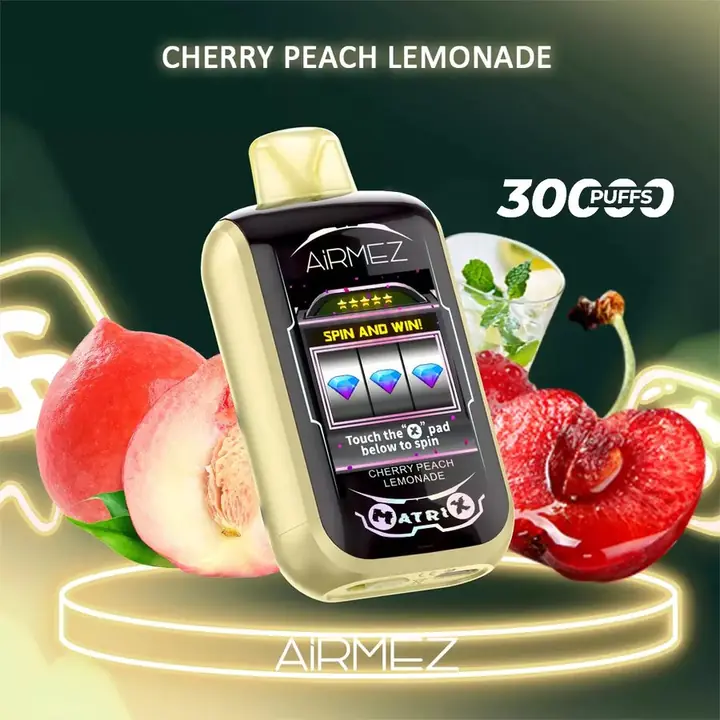 CHERRY PEACH LEMONADE
30000
PUFFS
AiRMEZ
SPIN AND WIN!
Touch the "X" pad
below to spin
CHERRY PEACH
LEMONADE
MATRiX
AiRMEZ